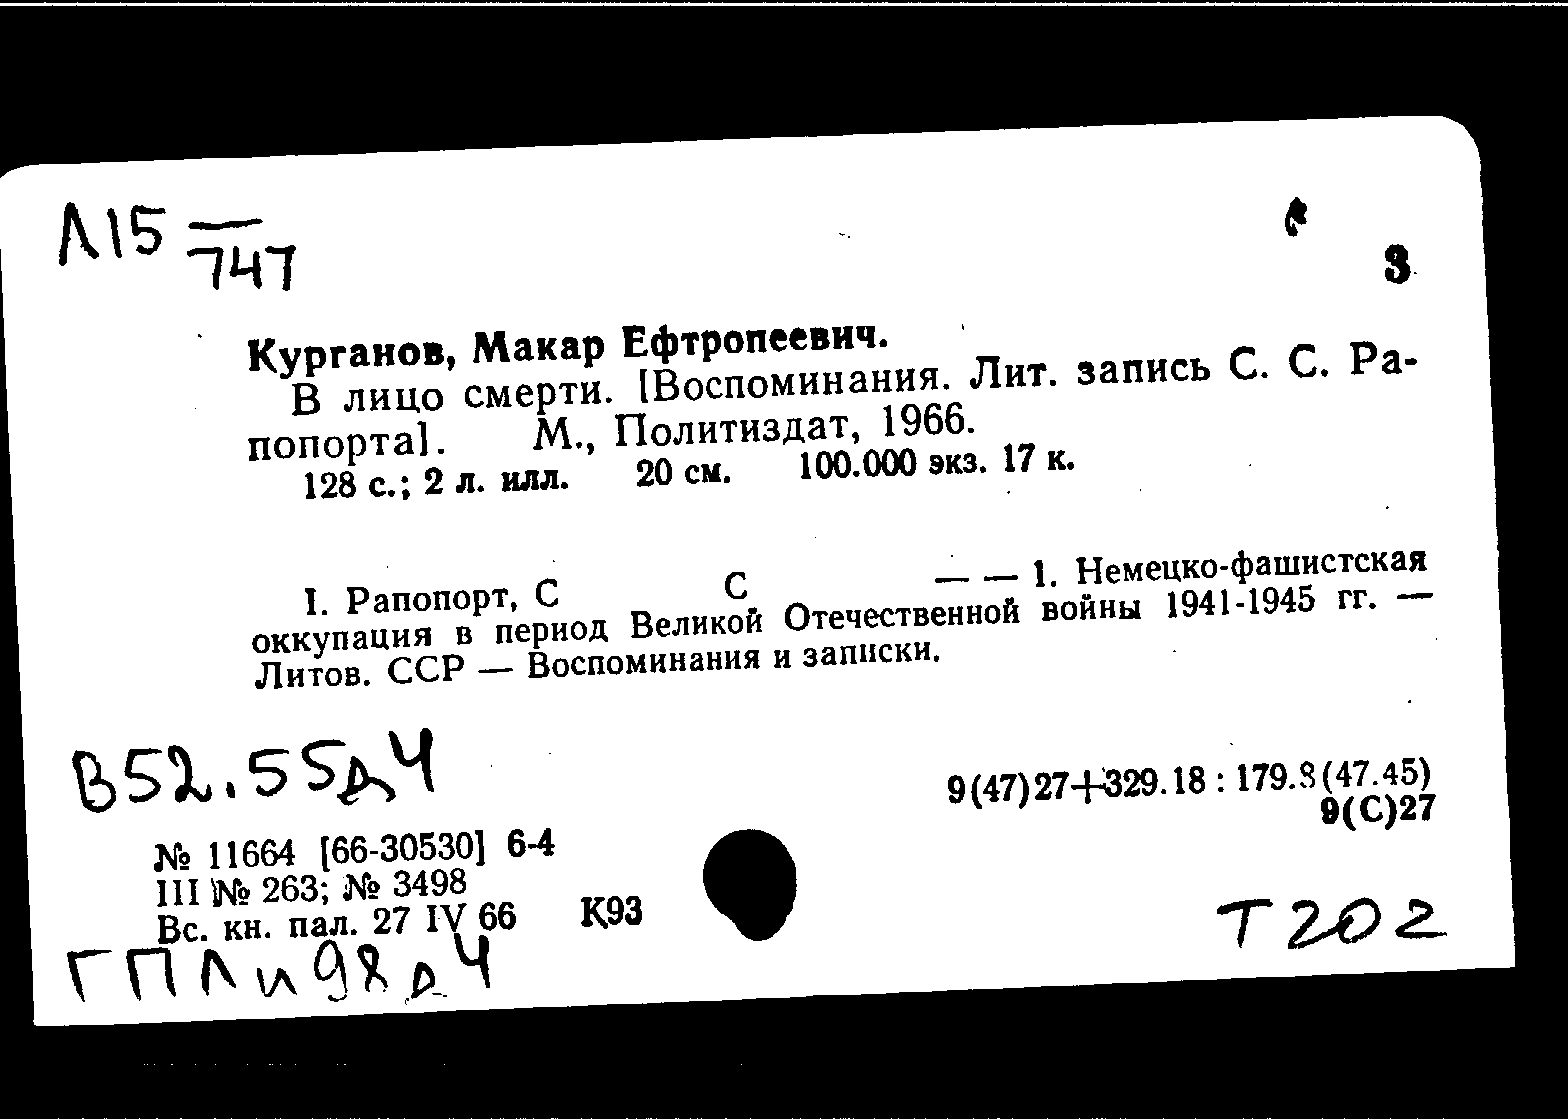 Л15 —
747
3
Курганов, Макар Ефтропеевич.
В лицо смерти. [Воспоминания. Лит. запись С. С. Ра-
попорта]. М., Политиздат, 1966.
128 с.; 2 л. илл. 20 см. 100.000 экз. 17 к.
I. Рапопорт, С С — — 1. Немецко-фашистская
оккупация в период Великой Отечественной войны 1941-1945 гг. —
Литов. ССР — Воспоминания и записки.
В52.55д4
9(47)27+329.18 : 179.8(47.45)
9(С)27
№ 11664 [66-30530] 6-4
III № 263; № 3498
Вс. кн. пал. 27 IV 66 К93
Т202
ГПЛи98д4